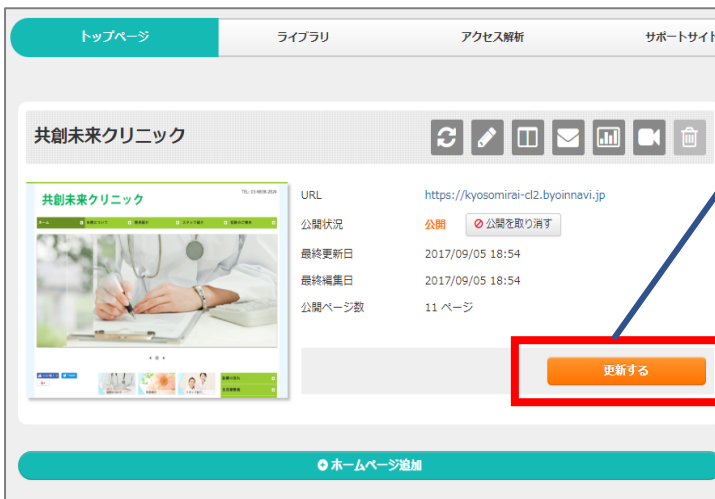 トップページ
ライブラリ
アクセス解析
サポートサイト
共創未来クリニック
共創未来クリニック
URL
https://kyosomirai-cl2.byoinnavi.jp
公開状況
公開
公開を取り消す
最終更新日
2017/09/05 18:54
最終編集日
2017/09/05 18:54
公開ページ数
11 ページ
更新する
ホームページ追加